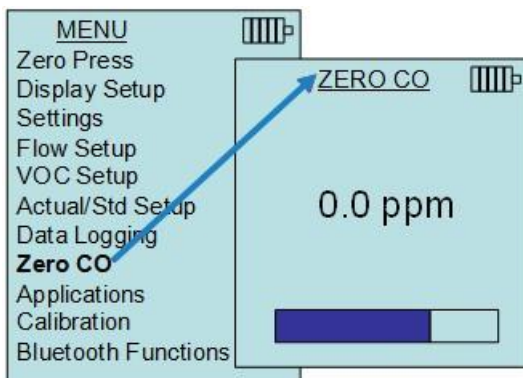 MENU
Zero Press
Display Setup
Settings
Flow Setup
VOC Setup
Actual/Std Setup
Data Logging
Zero CO
Applications
Calibration
Bluetooth Functions
ZERO CO
0.0 ppm